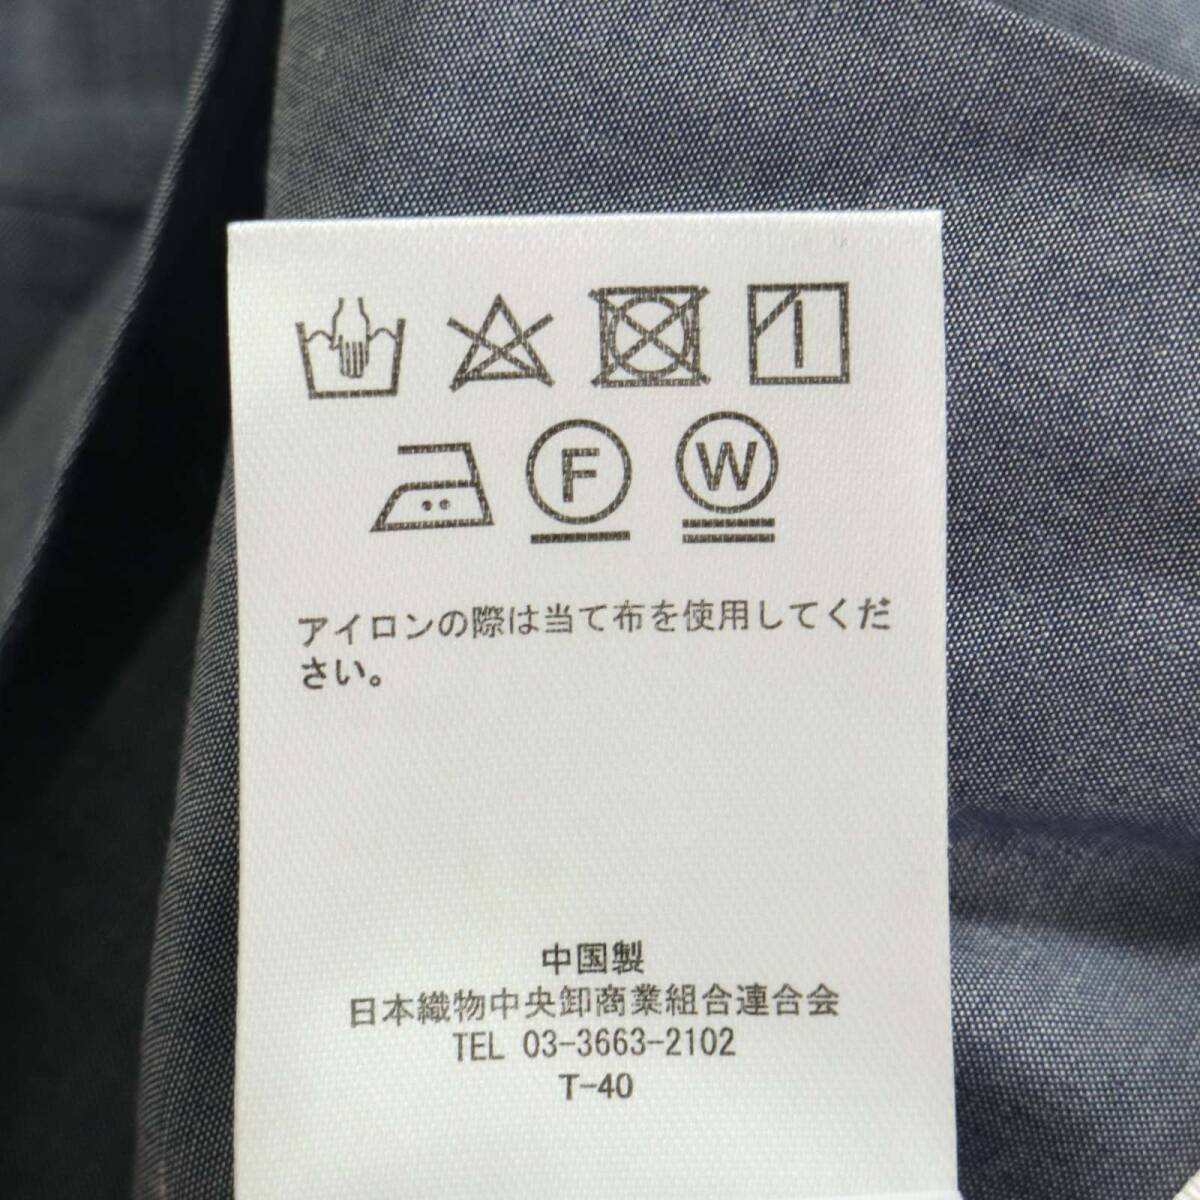 F W
アイロンの際は当て布を使用してくだ
さい。
中国製
日本織物中央卸商業組合連合会
TEL 03-3663-2102
T-40